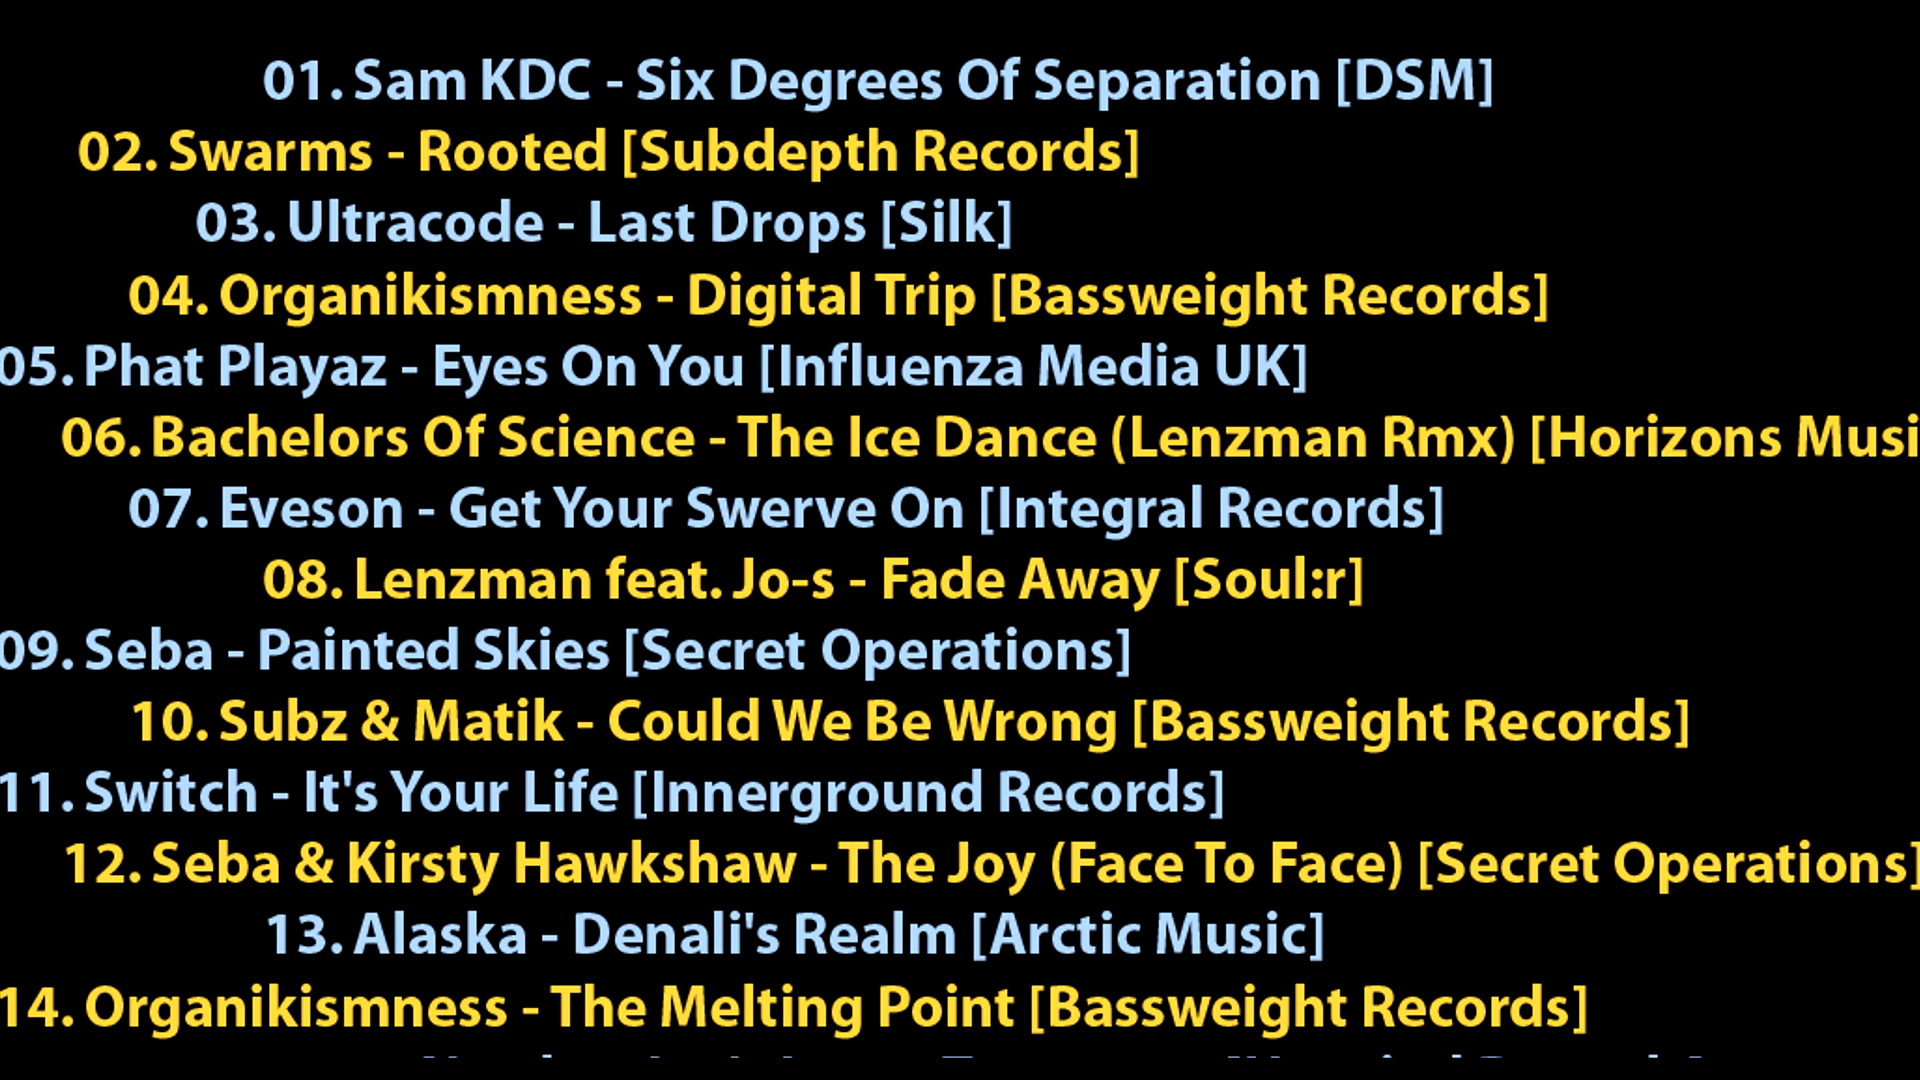 01. Sam KDC - Six Degrees Of Separation [DSM]
02. Swarms - Rooted [Subdepth Records]
03. Ultracode - Last Drops [Silk]
04. Organikismness - Digital Trip [Bassweight Records]
05. Phat Playaz - Eyes On You [Influenza Media UK]
06. Bachelors Of Science - The Ice Dance (Lenzman Rmx) [Horizons Musi
07. Eveson - Get Your Swerve On [Integral Records]
08. Lenzman feat. Jo-s - Fade Away [Soul:r]
09. Seba - Painted Skies [Secret Operations]
10. Subz & Matik - Could We Be Wrong [Bassweight Records]
11. Switch - It's Your Life [Innerground Records]
12. Seba & Kirsty Hawkshaw - The Joy (Face To Face) [Secret Operations]
13. Alaska - Denali's Realm [Arctic Music]
14. Organikismness - The Melting Point [Bassweight Records]